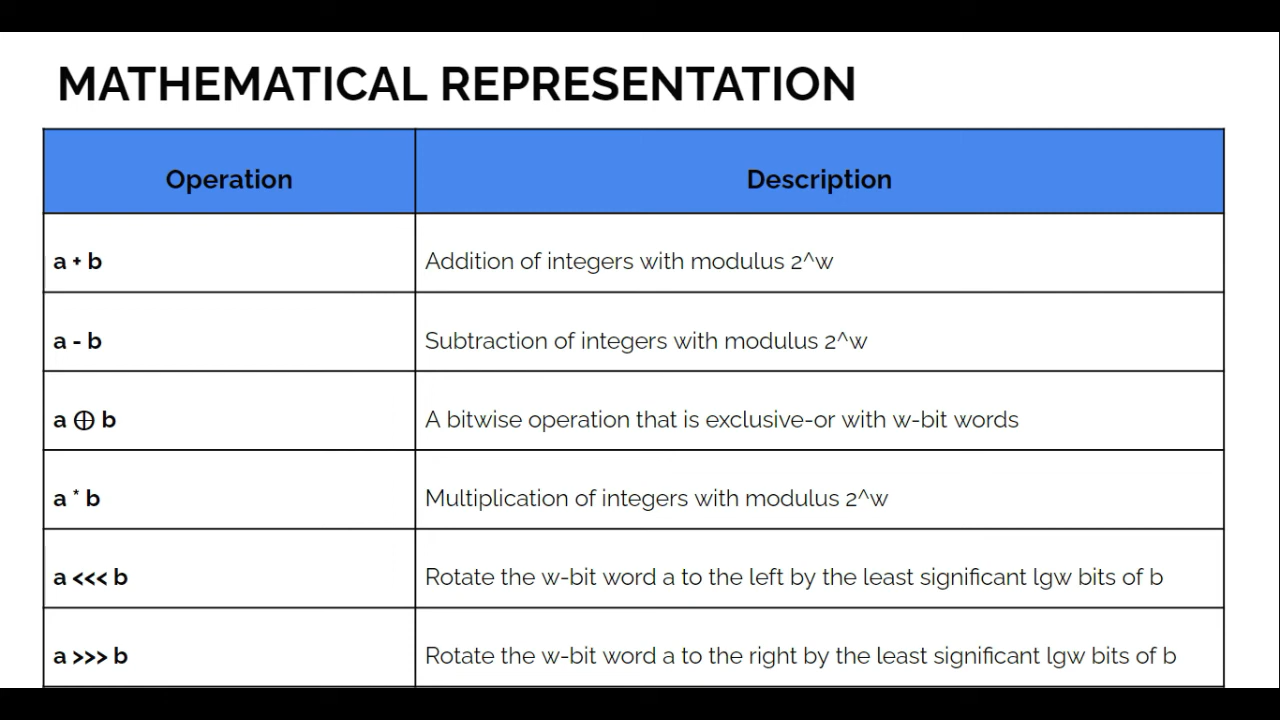 MATHEMATICAL REPRESENTATION
Operation Description
a + b Addition of integers with modulus 2^w
a - b Subtraction of integers with modulus 2^w
a ⊕ b A bitwise operation that is exclusive-or with w-bit words
a * b Multiplication of integers with modulus 2^w
a <<< b Rotate the w-bit word a to the left by the least significant lgw bits of b
a >>> b Rotate the w-bit word a to the right by the least significant lgw bits of b